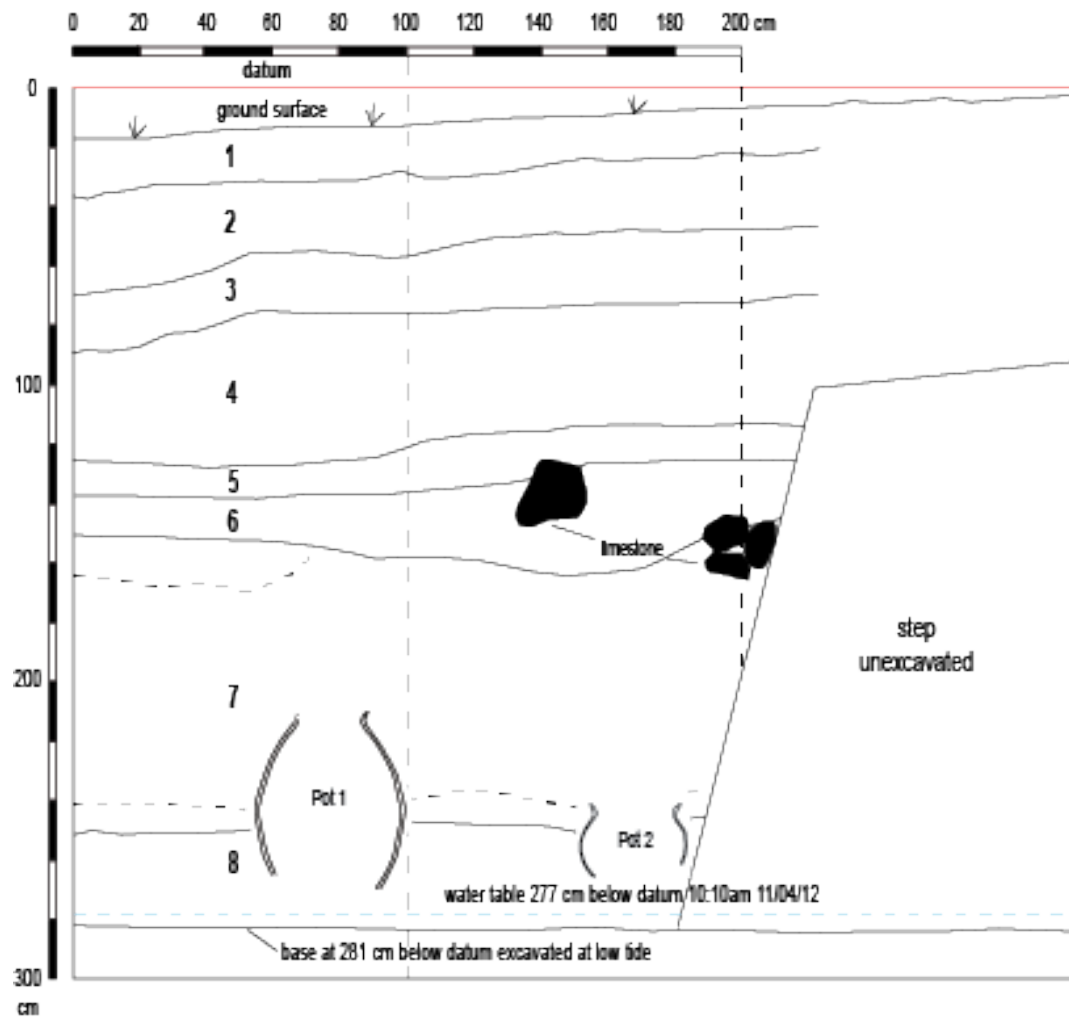 0 20 40 60 80 100 120 140 160 180 200 cm
datum
0
ground surface
1
2
3
100
4
5
6
limestone
step
unexcavated
200
7
Pot 1
Pot 2
8
water table 277 cm below datum 10:10am 11/04/12
base at 281 cm below datum excavated at low tide
300
cm